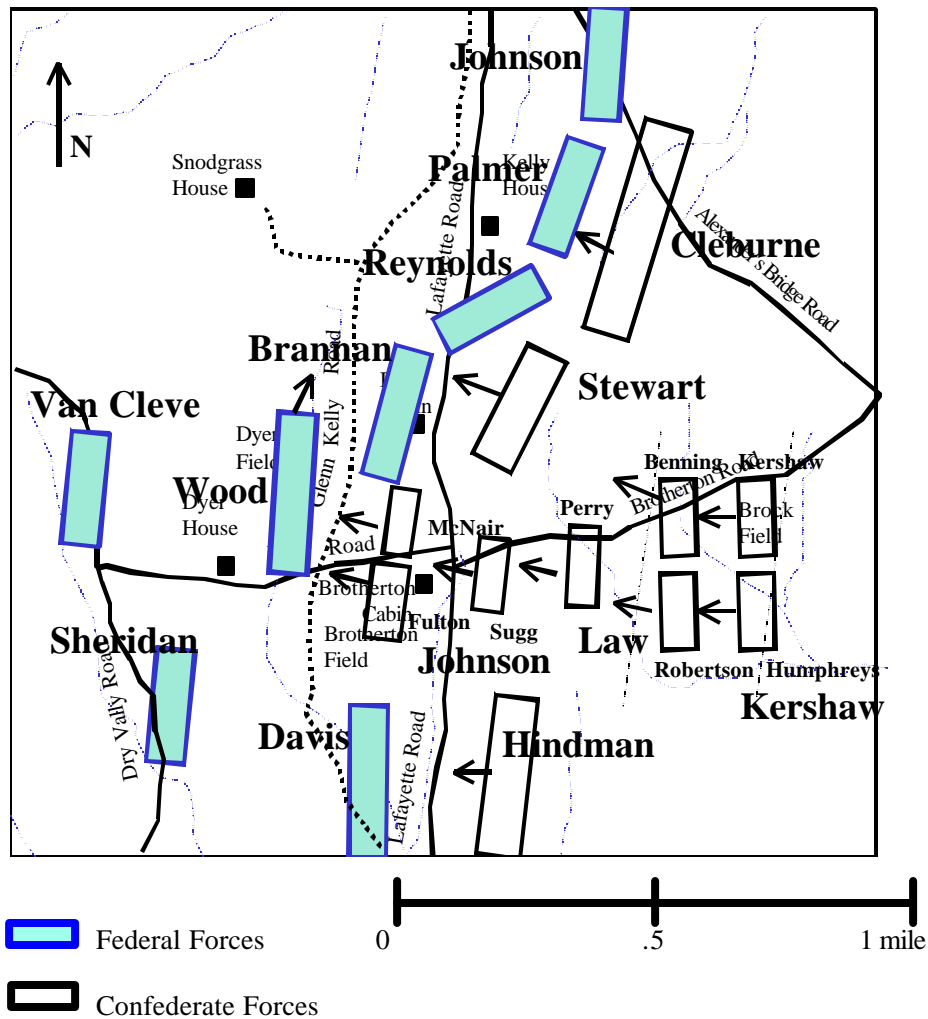 Johnson
N
Snodgrass
House
Palmer
Kelly
Hous
Lafayette Road
Alexander's Bridge Road
Cleburne
Reynolds
Brannan
Glenn Kelly Road
Stewart
Van Cleve
Dyer
Field
Wood
Dyer
House
Benning
Kershaw
Brotherton Road
Perry
Brock
Field
McNair
Road
Brotherton
Cabin
Fulton
Sugg
Brotherton
Field
Johnson
Law
Robertson
Humphreys
Kershaw
Sheridan
Dry Vally Road
Davis
Lafayette Road
Hindman
Federal Forces
0
.5
1 mile
Confederate Forces